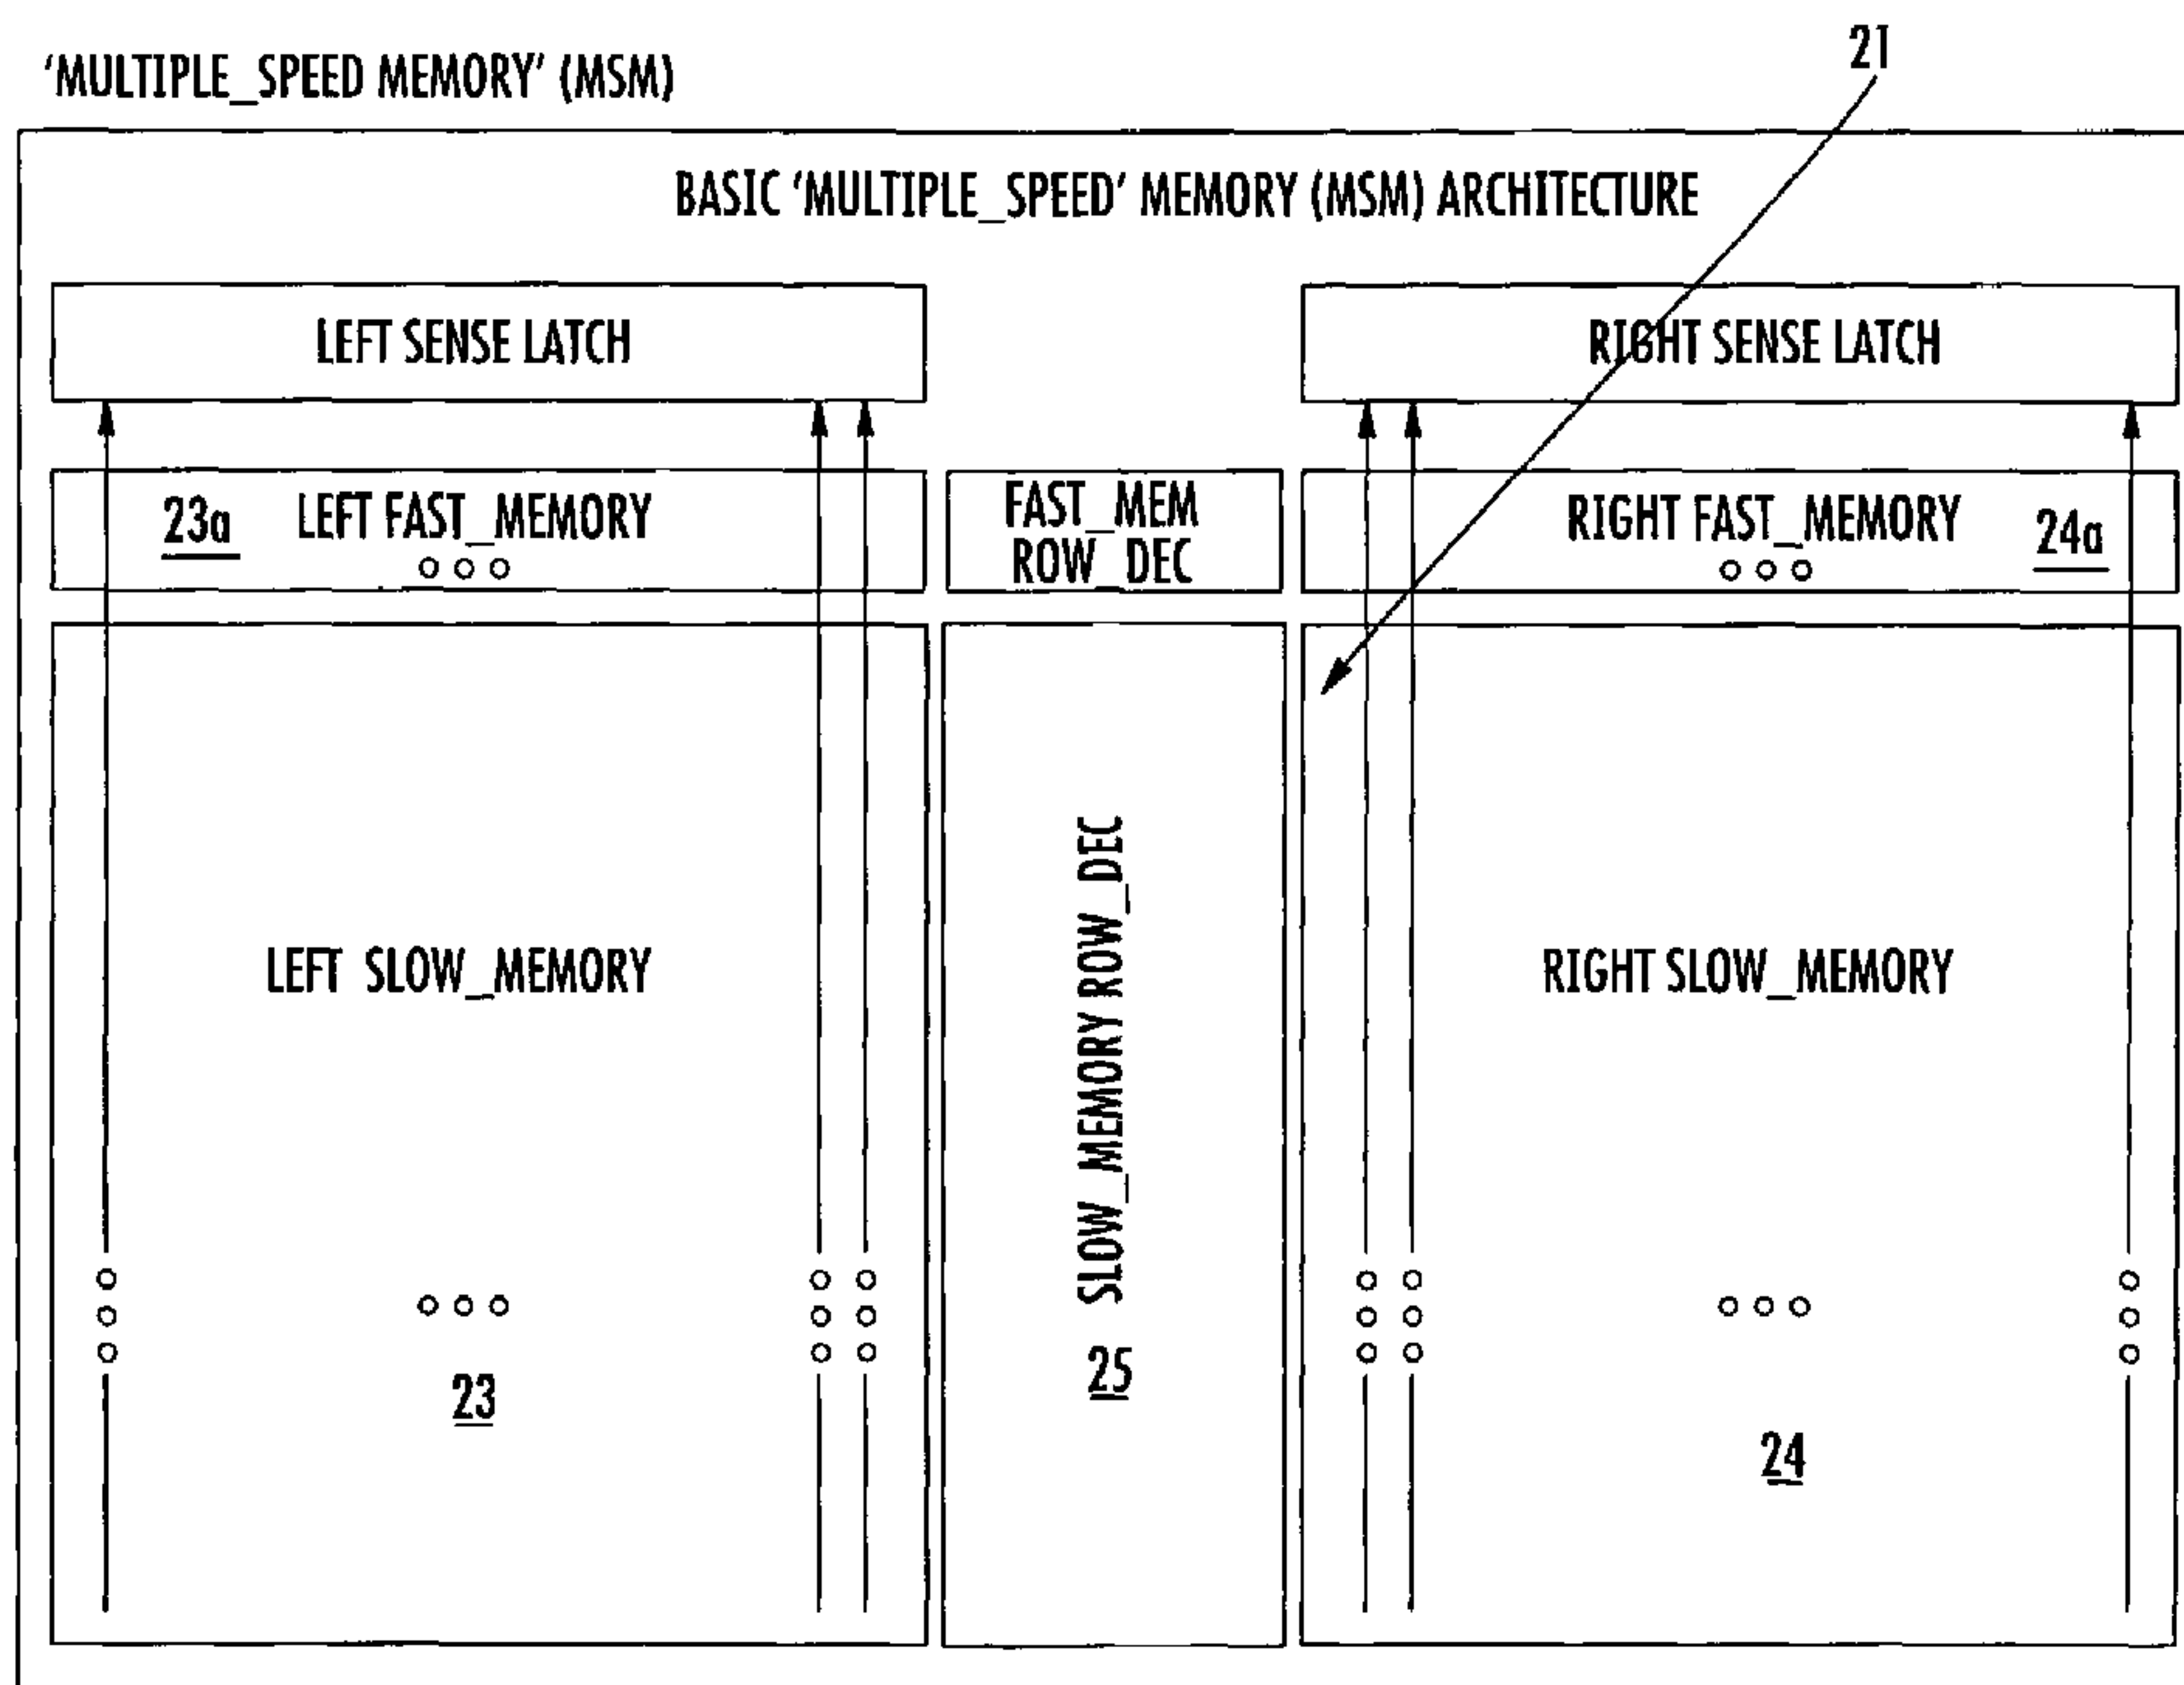 21
'MULTIPLE_SPEED MEMORY' (MSM)
BASIC 'MULTIPLE_SPEED' MEMORY (MSM) ARCHITECTURE
LEFT SENSE LATCH
RIGHT SENSE LATCH
23a LEFT FAST_MEMORY
FAST_MEM
ROW_DEC
RIGHT FAST_MEMORY 24a
LEFT SLOW_MEMORY
SLOW_MEMORY ROW_DEC
RIGHT SLOW_MEMORY
23
25
24